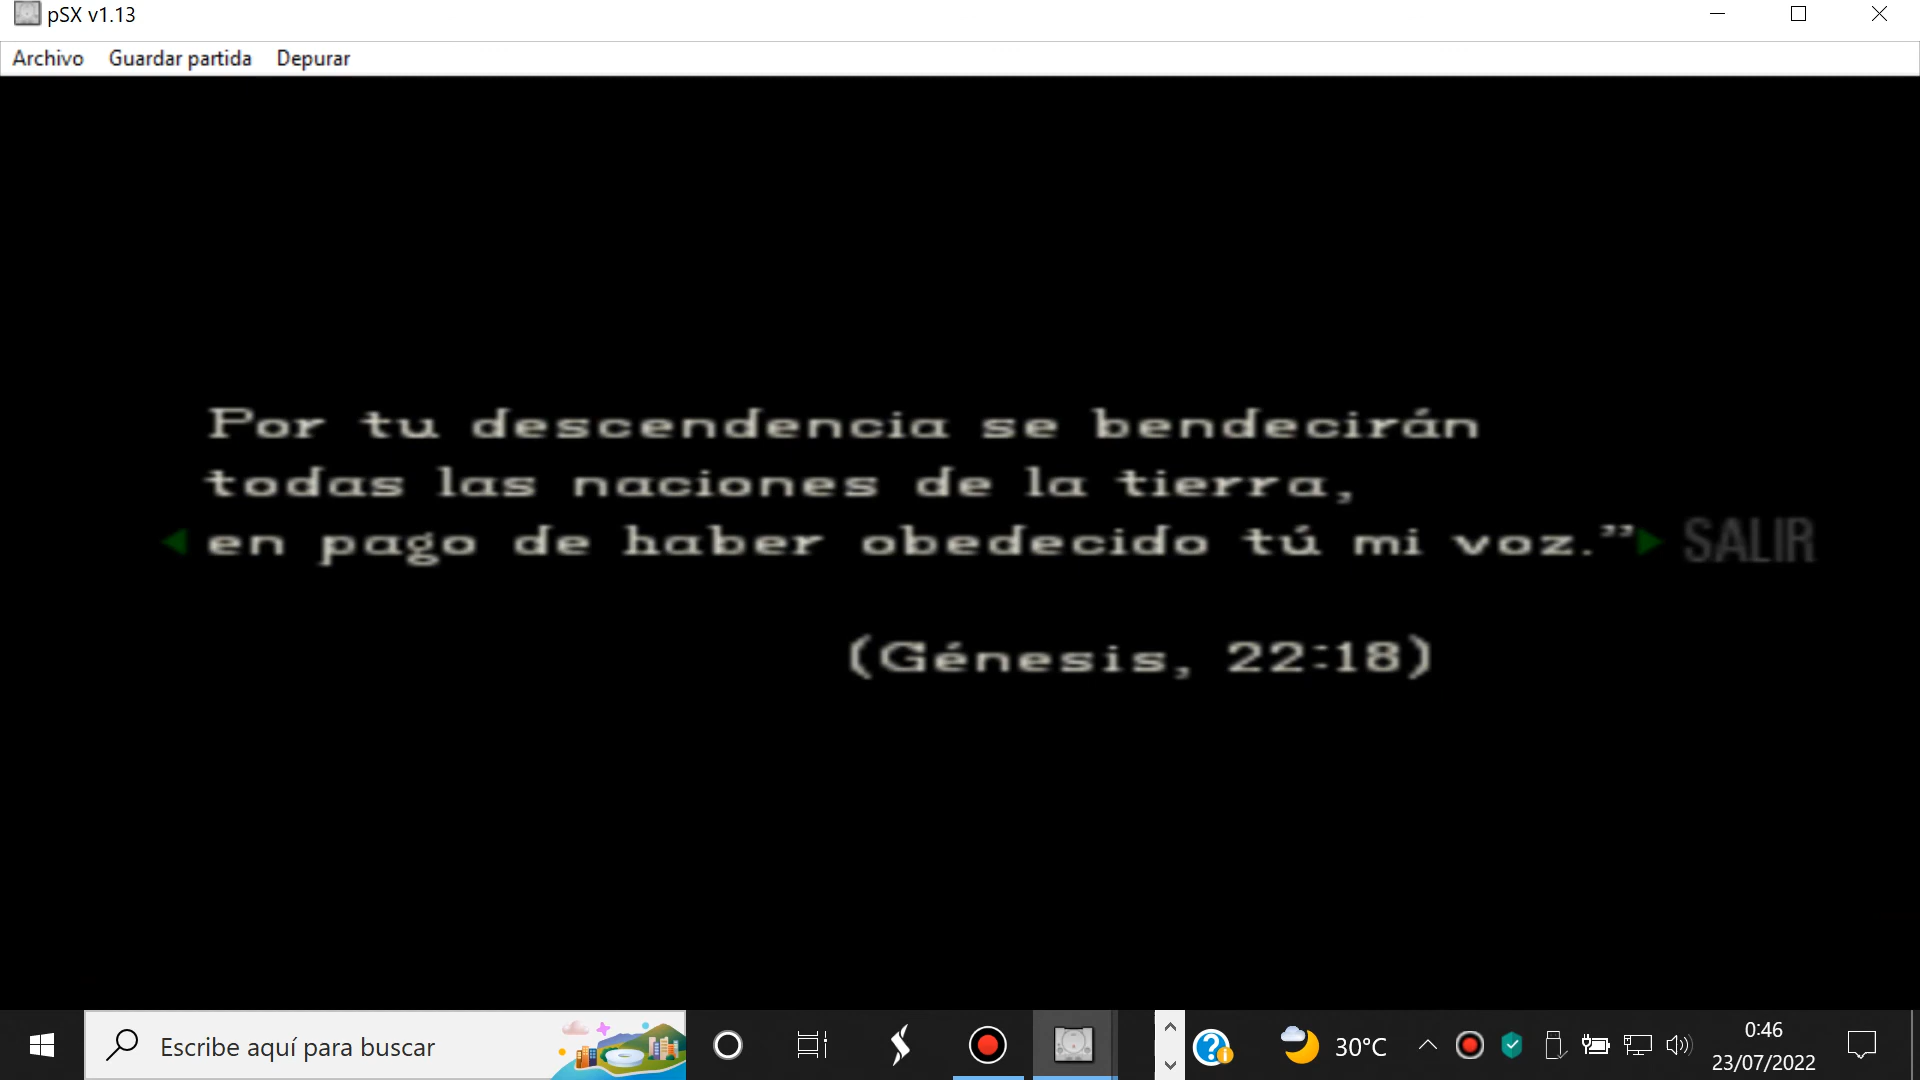 pSX v1.13
Archivo Guardar partida Depurar
Por tu descendencia se bendecirán
todas las naciones de la tierra,
en pago de haber obedecido tú mi voz.” SALIR
(Génesis, 22:18)
Escribe aquí para buscar
30°C
0:46
23/07/2022